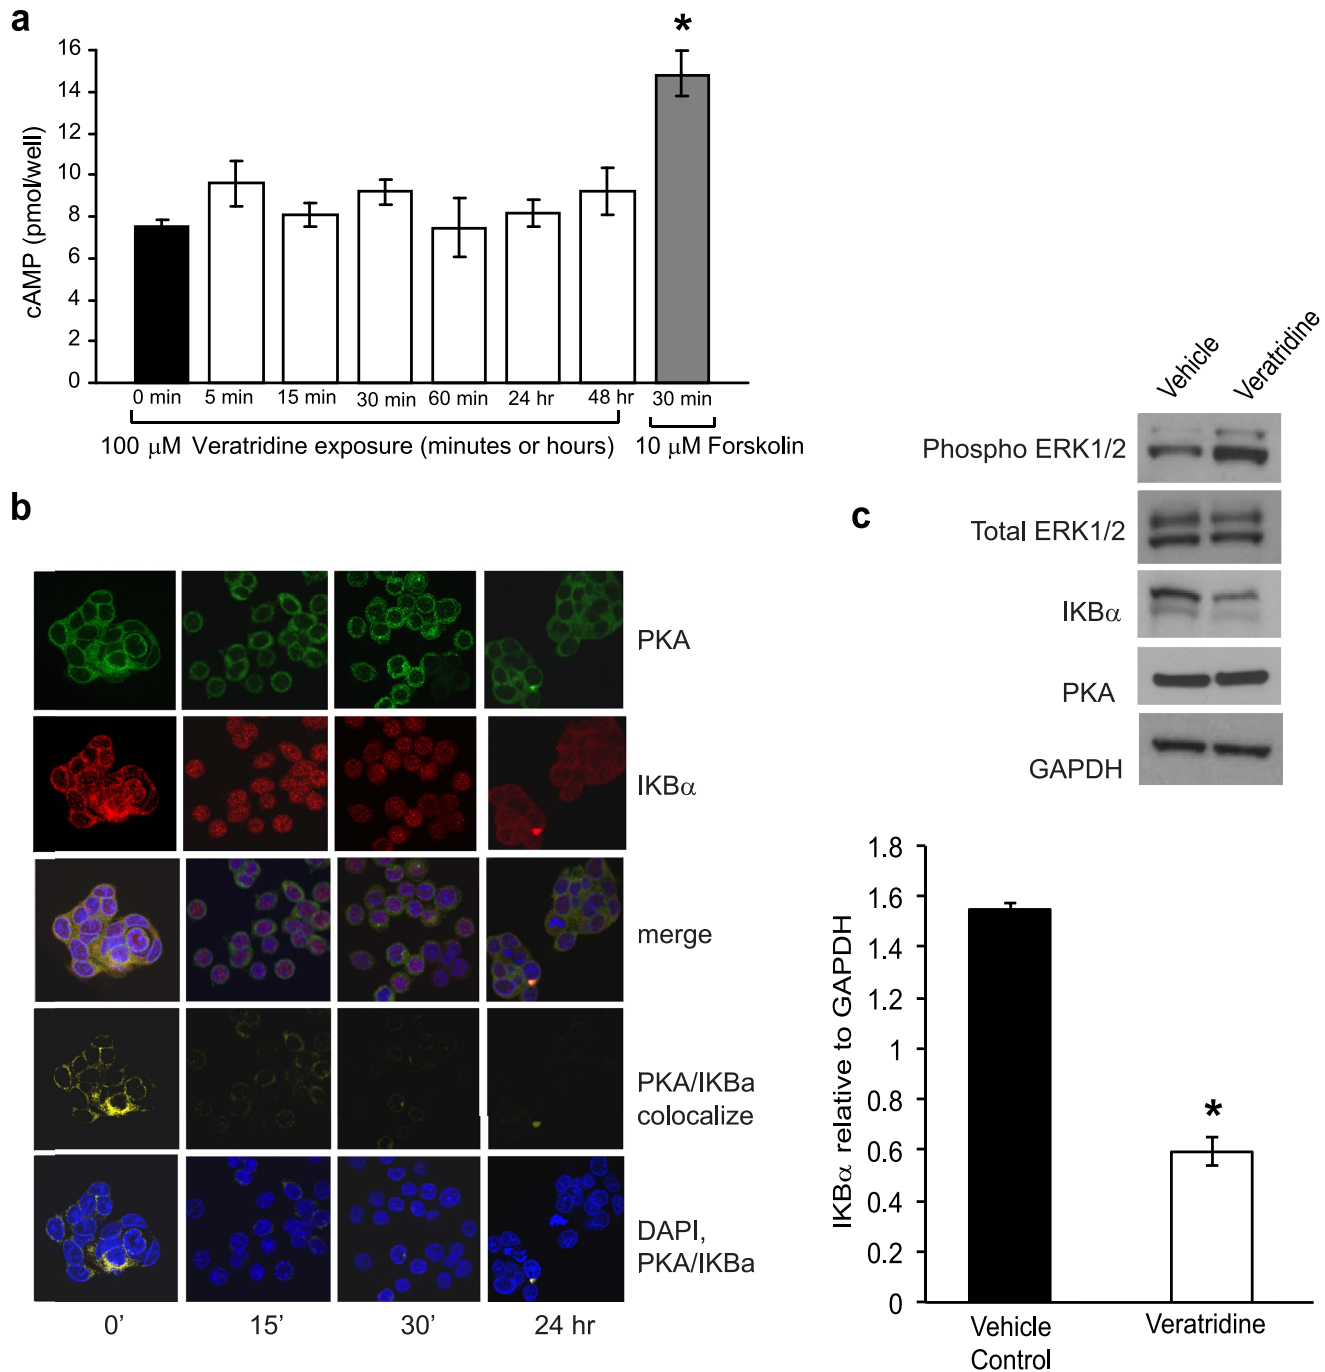 a
*
16
14
12
10
8
6
4
2
0
cAMP (pmol/well)
0 min 5 min 15 min 30 min 60 min 24 hr 48 hr 30 min
100 μM Veratridine exposure (minutes or hours) 10 μM Forskolin
b
PKA
IKBα
merge
PKA/IKBa
colocalize
DAPI,
PKA/IKBa
0' 15' 30' 24 hr
c
Vehicle
Veratridine
Phospho ERK1/2
Total ERK1/2
IKBα
PKA
GAPDH
1.8
1.6
1.4
1.2
1
0.8
0.6
0.4
0.2
0
IKBα relative to GAPDH
*
Vehicle
Control
Veratridine